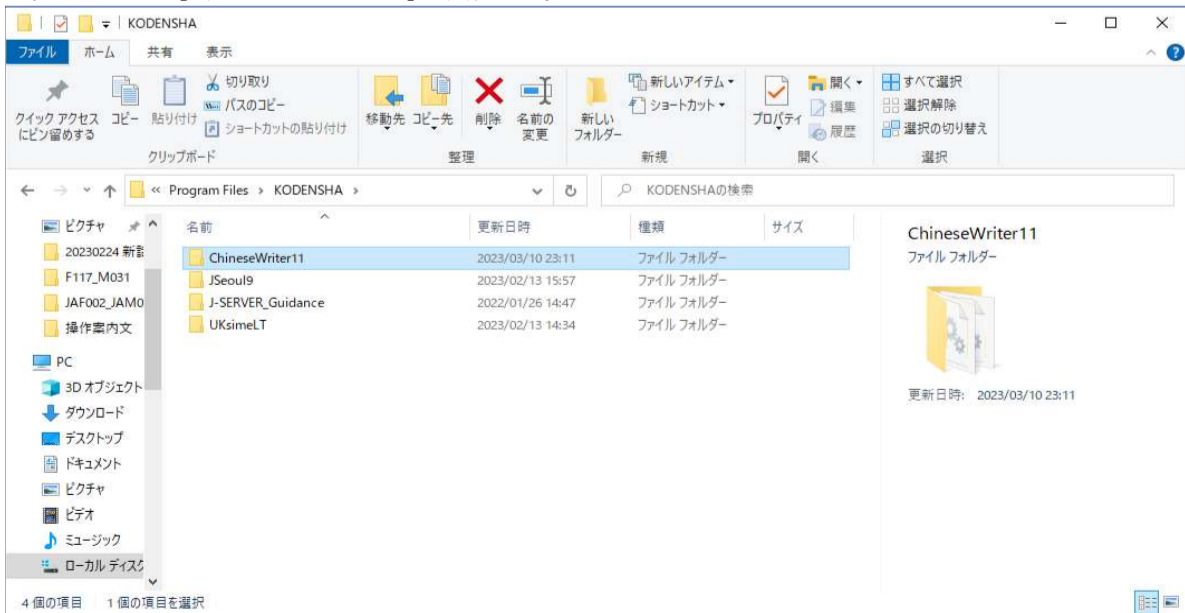 KODENSHA
ファイル ホーム 共有 表示
クイック アクセス
にピン留めする
コピー
貼り付け
切り取り
パスのコピー
ショートカットの貼り付け
クリップボード
移動先
コピー先
削除
名前の
変更
整理
新しい
フォルダー
新しいアイテム
ショートカット
新規
プロパティ
開く
編集
履歴
開く
すべて選択
選択解除
選択の切り替え
選択
« Program Files › KODENSHA ›
KODENSHAの検索
ピクチャ
F117_M031
JAF002_JAM0
操作案内文
PC
3D オブジェクト
ダウンロード
デスクトップ
ドキュメント
ピクチャ
ビデオ
ミュージック
ローカル ディスク
名前 更新日時 種類 サイズ
ChineseWriter11 2023/03/10 23:11 ファイル フォルダー
JSeoul9 2023/02/13 15:57 ファイル フォルダー
J-SERVER_Guidance 2022/01/26 14:47 ファイル フォルダー
UKsimeLT 2023/02/13 14:34 ファイル フォルダー
ChineseWriter11
ファイル フォルダー
更新日時: 2023/03/10 23:11
4 個の項目 1 個の項目を選択